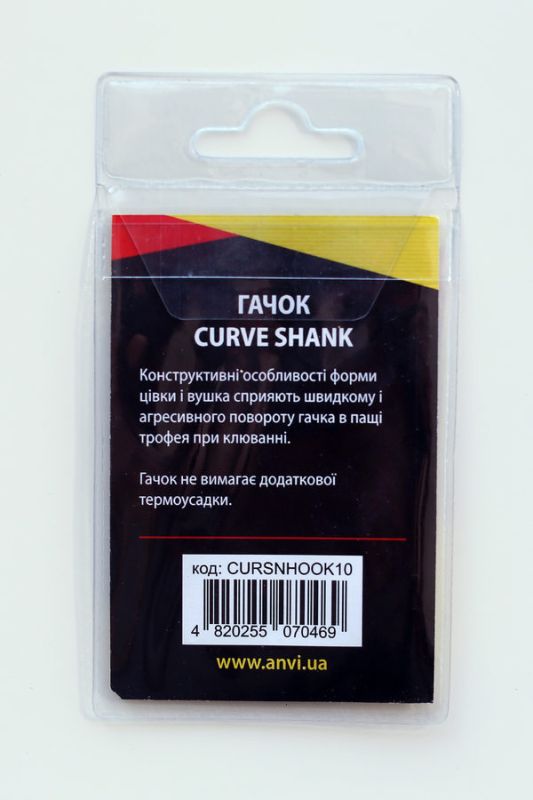 ГАЧОК
CURVE SHANK
Конструктивні особливості форми
цівки і вушка сприяють швидкому і
агресивного повороту гачка в пащі
трофея при клюванні.
Гачок не вимагає додаткової
термоусадки.
код: CURSNHOOK10
4 820255 070469
www.anvi.ua